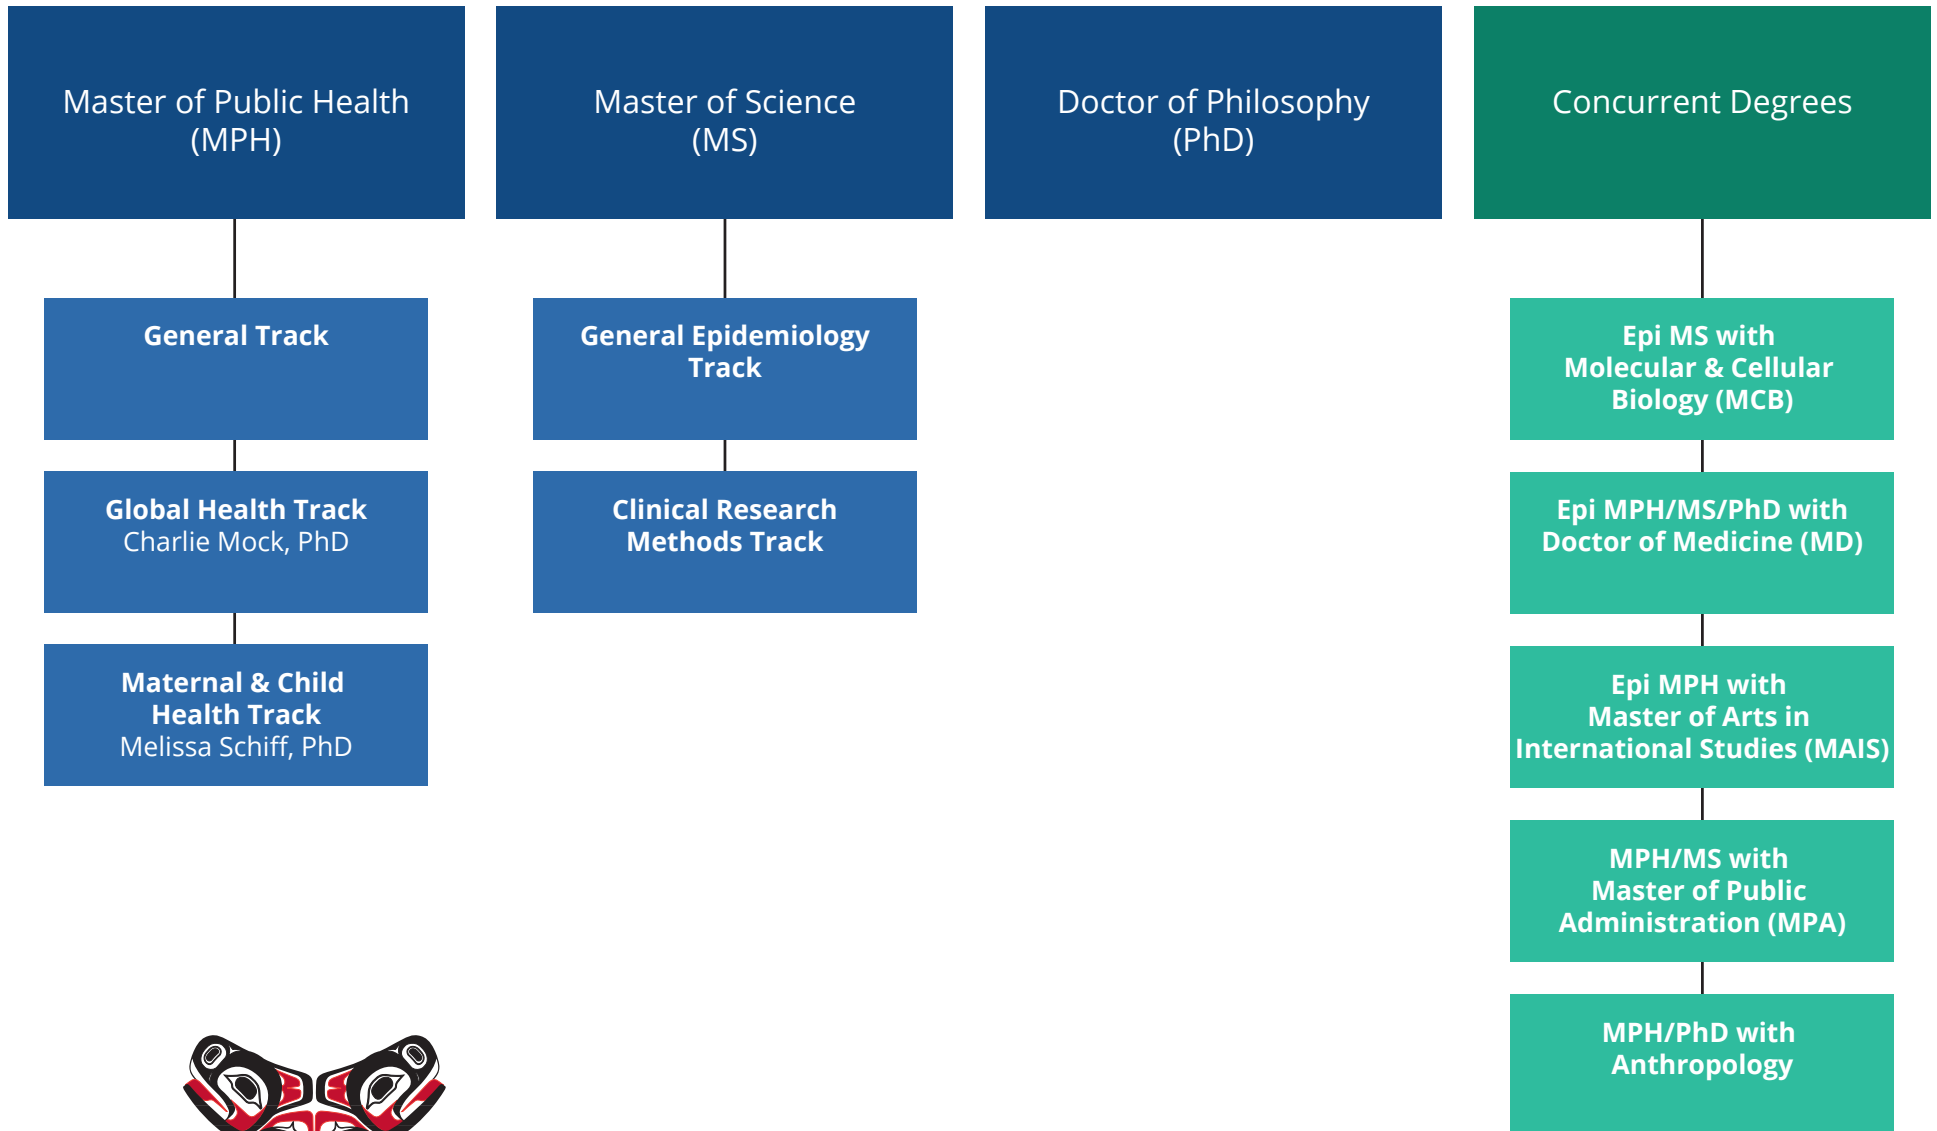 Master of Public Health
(MPH)
General Track
Global Health Track
Charlie Mock, PhD
Maternal & Child
Health Track
Melissa Schiff, PhD
Master of Science
(MS)
General Epidemiology
Track
Clinical Research
Methods Track
Doctor of Philosophy
(PhD)
Concurrent Degrees
Epi MS with
Molecular & Cellular
Biology (MCB)
Epi MPH/MS/PhD with
Doctor of Medicine (MD)
Epi MPH with
Master of Arts in
International Studies (MAIS)
MPH/MS with
Master of Public
Administration (MPA)
MPH/PhD with
Anthropology